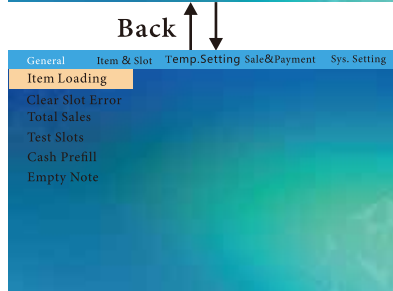 Back
General Item & Slot Temp.Setting Sale&Payment Sys. Setting
Item Loading
Clear Slot Error
Total Sales
Test Slots
Cash Prefill
Empty Note